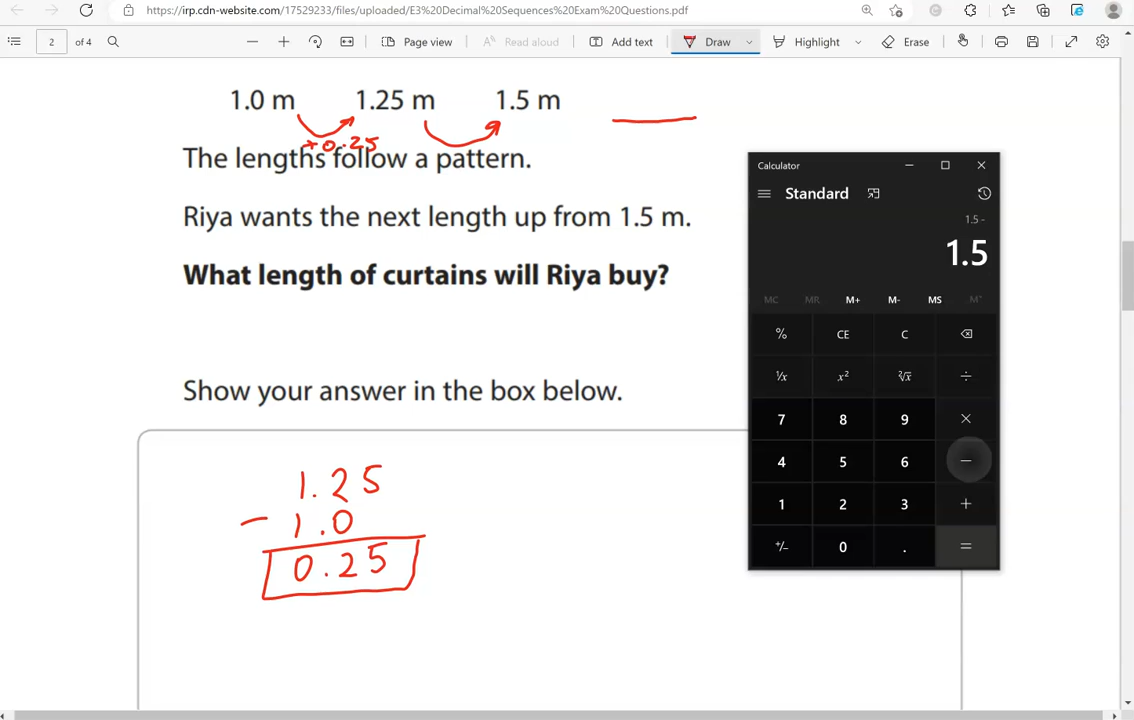 https://irp.cdn-website.com/17529233/files/uploaded/E3%20Decimal%20Sequences%20Exam%20Questions.pdf
2 of 4
Page view
Read aloud
Add text
Draw
Highlight
Erase
1.0 m 1.25 m 1.5 m
+0.25
The lengths follow a pattern.
Riya wants the next length up from 1.5 m.
What length of curtains will Riya buy?
Show your answer in the box below.
1.25
− 1.0
0.25
Calculator
Standard
1.5 −
1.5
MC MR M+ M- MS M˅
% CE C
¹/x x² ²√x ÷
7 8 9 ×
4 5 6 −
1 2 3 +
+/− 0 . =